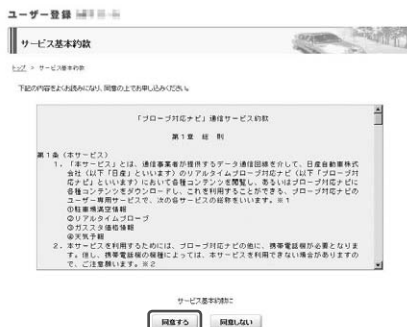 ユーザー登録
サービス基本約款
トップ > サービス基本約款
下記の内容をよくお読みになり、同意の上でお申し込みください。
「プローブ対応ナビ」通信サービス約款
第1章 総 則
第1条(本サービス)
1.「本サービス」とは、通信事業者が提供するデータ通信回線を介して、日産自動車株式
会社(以下「日産」といいます)のリアルタイムプローブ対応ナビ(以下「プローブ対
応ナビ」といいます)において各種コンテンツを閲覧し、あるいはプローブ対応ナビに
各種コンテンツをダウンロードし、これを利用することができる、プローブ対応ナビの
ユーザー専用サービスで、次の各サービスの総称をいいます。※1
①駐車場満空情報
②リアルタイムプローブ
③ガススタ価格情報
④天気予報
2.本サービスを利用するためには、プローブ対応ナビの他に、携帯電話機が必要となりま
す。但し、携帯電話機の機種によっては、本サービスを利用できない場合がありますの
で、ご注意願います。※2
サービス基本約款に
同意する 同意しない